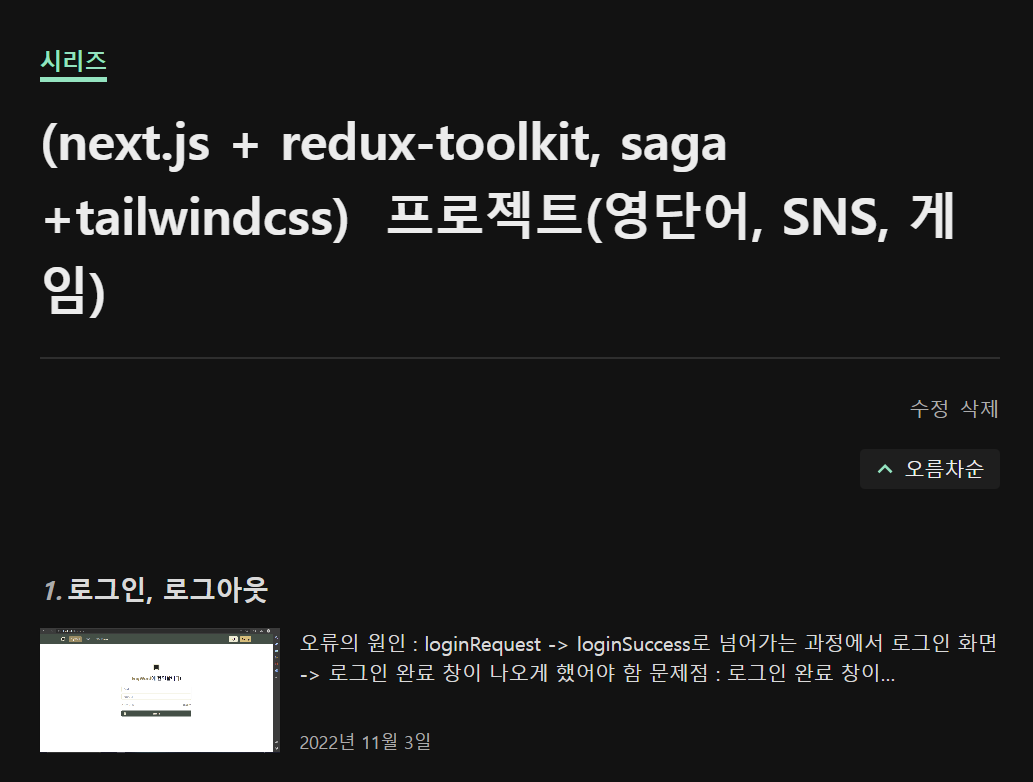 시리즈
(next.js + redux-toolkit, saga
+tailwindcss) 프로젝트(영단어, SNS, 게
임)
수정 삭제
오름차순
1. 로그인, 로그아웃
오류의 원인 : loginRequest -> loginSuccess로 넘어가는 과정에서 로그인 화면
-> 로그인 완료 창이 나오게 했어야 함 문제점 : 로그인 완료 창이...
2022년 11월 3일